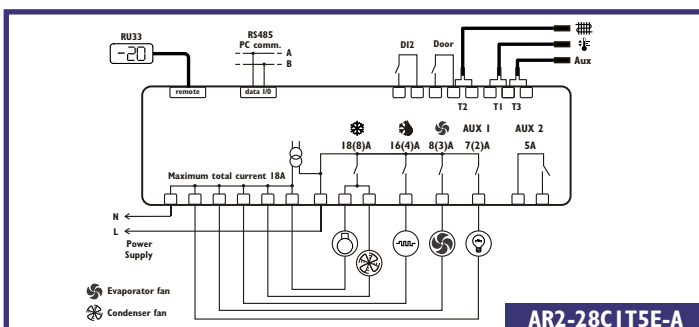 RU33
-20
RS485
PC comm.
A
B
DI2
Door
Aux
remote
data I/0
T2
T1
T3
18(8)A
16(4)A
8(3)A
AUX 1
7(2)A
AUX 2
5A
Maximum total current 18A
N
L
Power
Supply
Evaporator fan
Condenser fan
AR2-28C1T5E-A